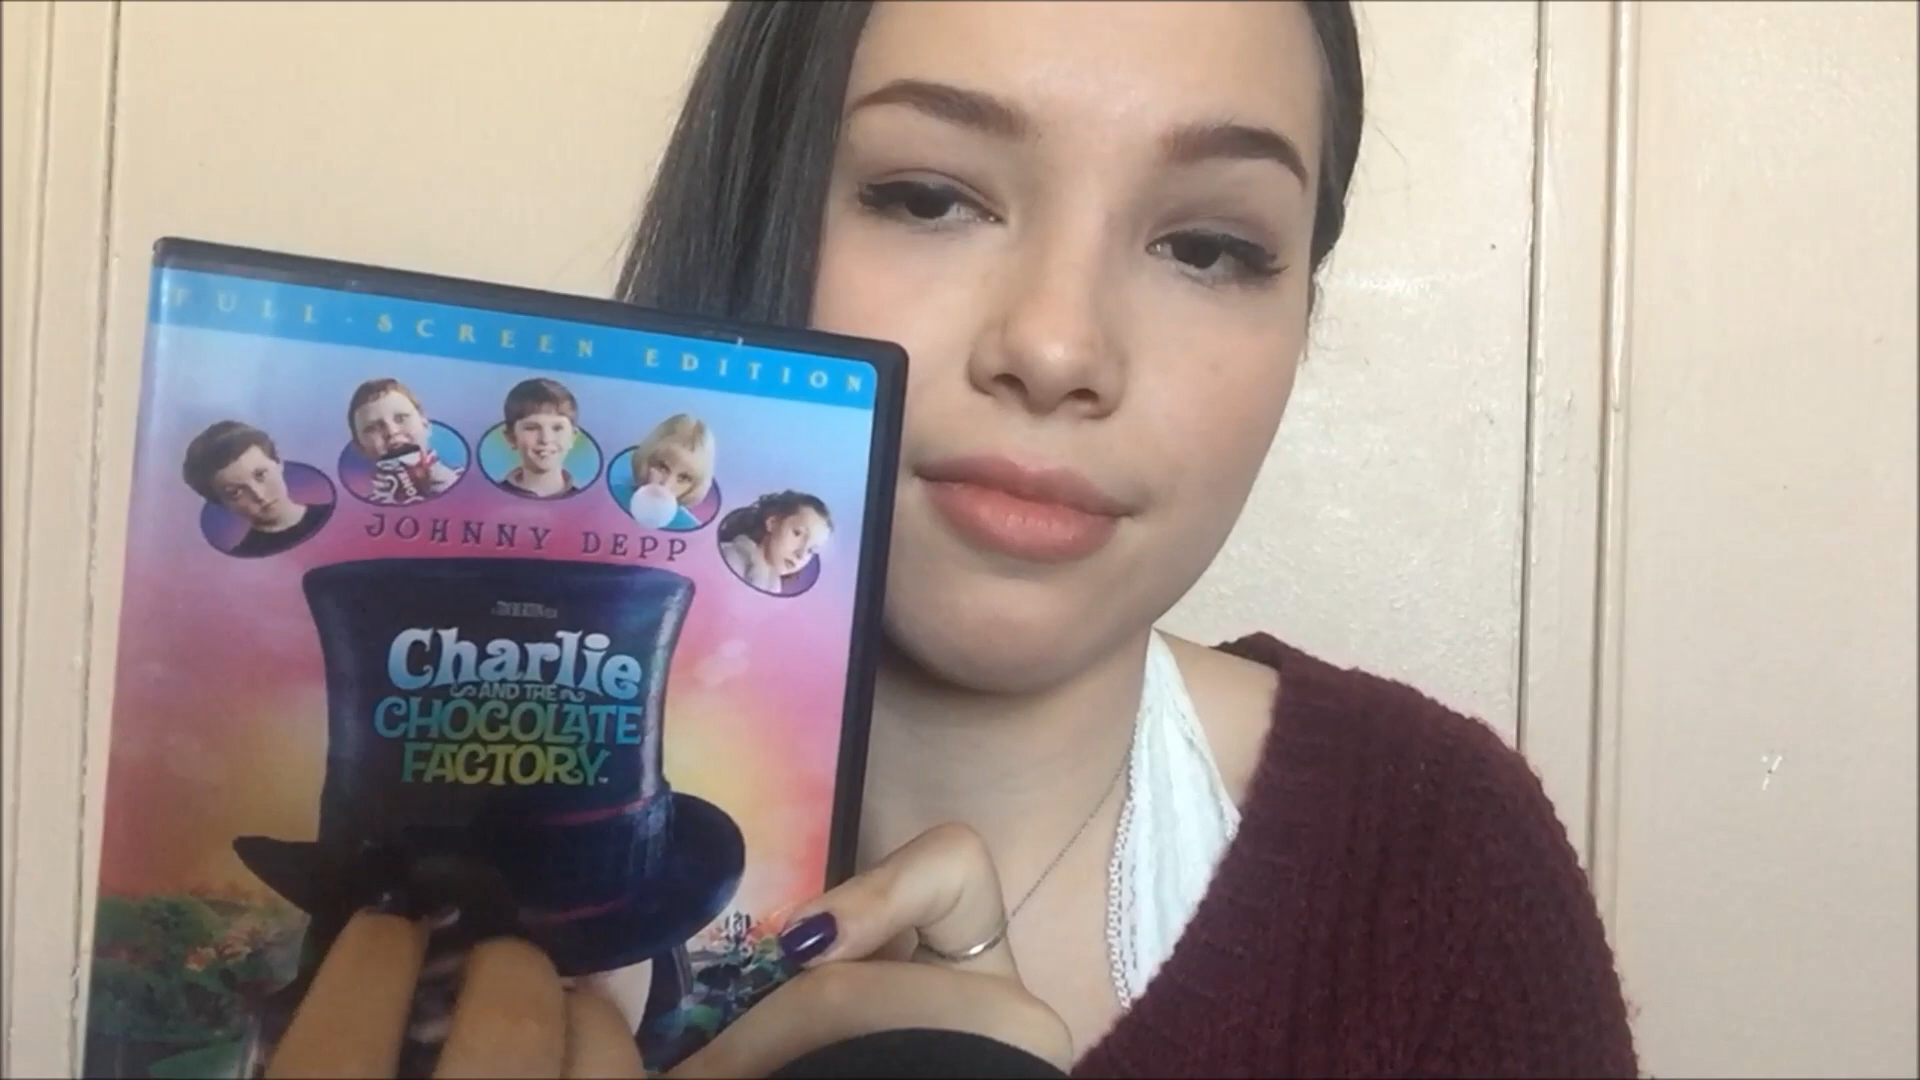 FULL-SCREEN EDITION
JOHNNY DEPP
Charlie
AND THE
CHOCOLATE
FACTORY